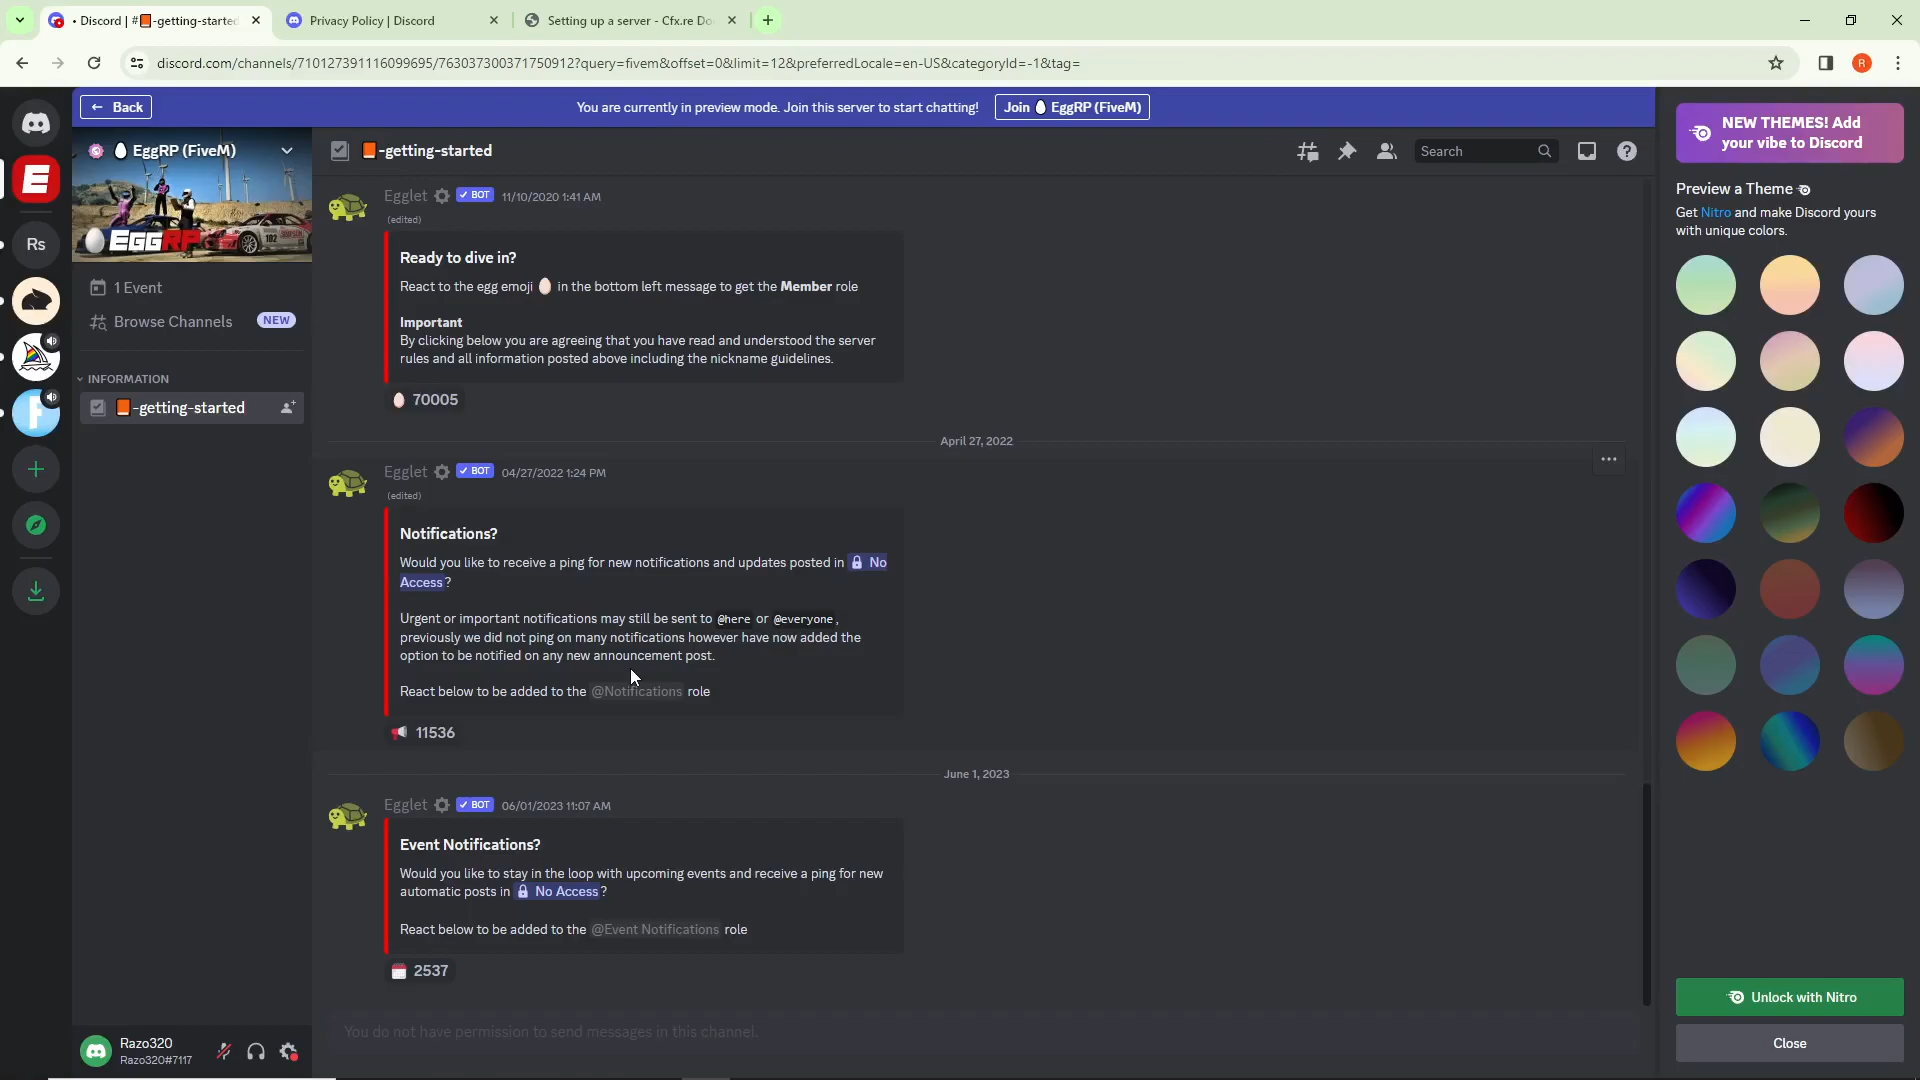 • Discord | #📙-getting-started
Privacy Policy | Discord
Setting up a server - Cfx.re Do
discord.com/channels/710127391116099695/763037300371750912?query=fivem&offset=0&limit=12&preferredLocale=en-US&categoryId=-1&tag=
R
← Back
You are currently in preview mode. Join this server to start chatting!
Join 🥚 EggRP (FiveM)
🥚 EggRP (FiveM)
EGGRP
102
E
Rs
1 Event
Browse Channels
NEW
INFORMATION
📙-getting-started
📙-getting-started
Search
Egglet
BOT
11/10/2020 1:41 AM
(edited)
Ready to dive in?
React to the egg emoji 🥚 in the bottom left message to get the Member role
Important
By clicking below you are agreeing that you have read and understood the server
rules and all information posted above including the nickname guidelines.
🥚 70005
April 27, 2022
Egglet
BOT
04/27/2022 1:24 PM
(edited)
Notifications?
Would you like to receive a ping for new notifications and updates posted in 🔒 No
Access?
Urgent or important notifications may still be sent to @here or @everyone,
previously we did not ping on many notifications however have now added the
option to be notified on any new announcement post.
React below to be added to the @Notifications role
11536
June 1, 2023
Egglet
BOT
06/01/2023 11:07 AM
Event Notifications?
Would you like to stay in the loop with upcoming events and receive a ping for new
automatic posts in 🔒 No Access?
React below to be added to the @Event Notifications role
2537
You do not have permission to send messages in this channel.
Razo320
Razo320#7117
NEW THEMES! Add
your vibe to Discord
Preview a Theme
Get Nitro and make Discord yours
with unique colors.
Unlock with Nitro
Close